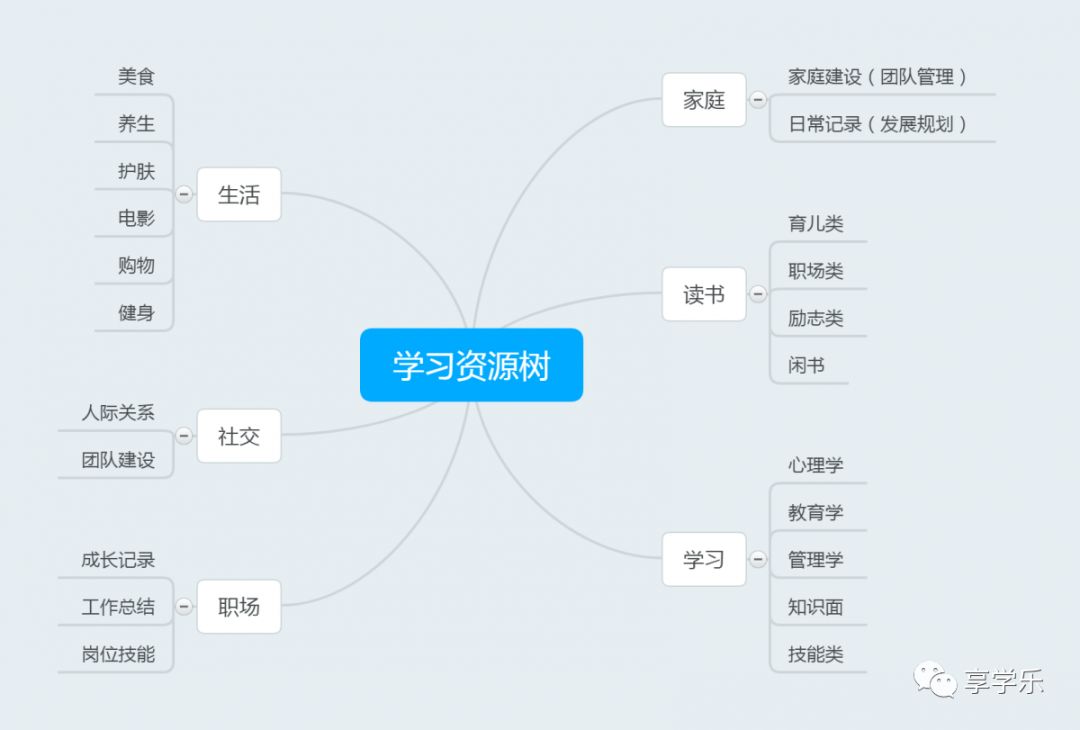 学习资源树
家庭
家庭建设（团队管理）
日常记录（发展规划）
读书
育儿类
职场类
励志类
闲书
学习
心理学
教育学
管理学
知识面
技能类
生活
美食
养生
护肤
电影
购物
健身
社交
人际关系
团队建设
职场
成长记录
工作总结
岗位技能
享学乐